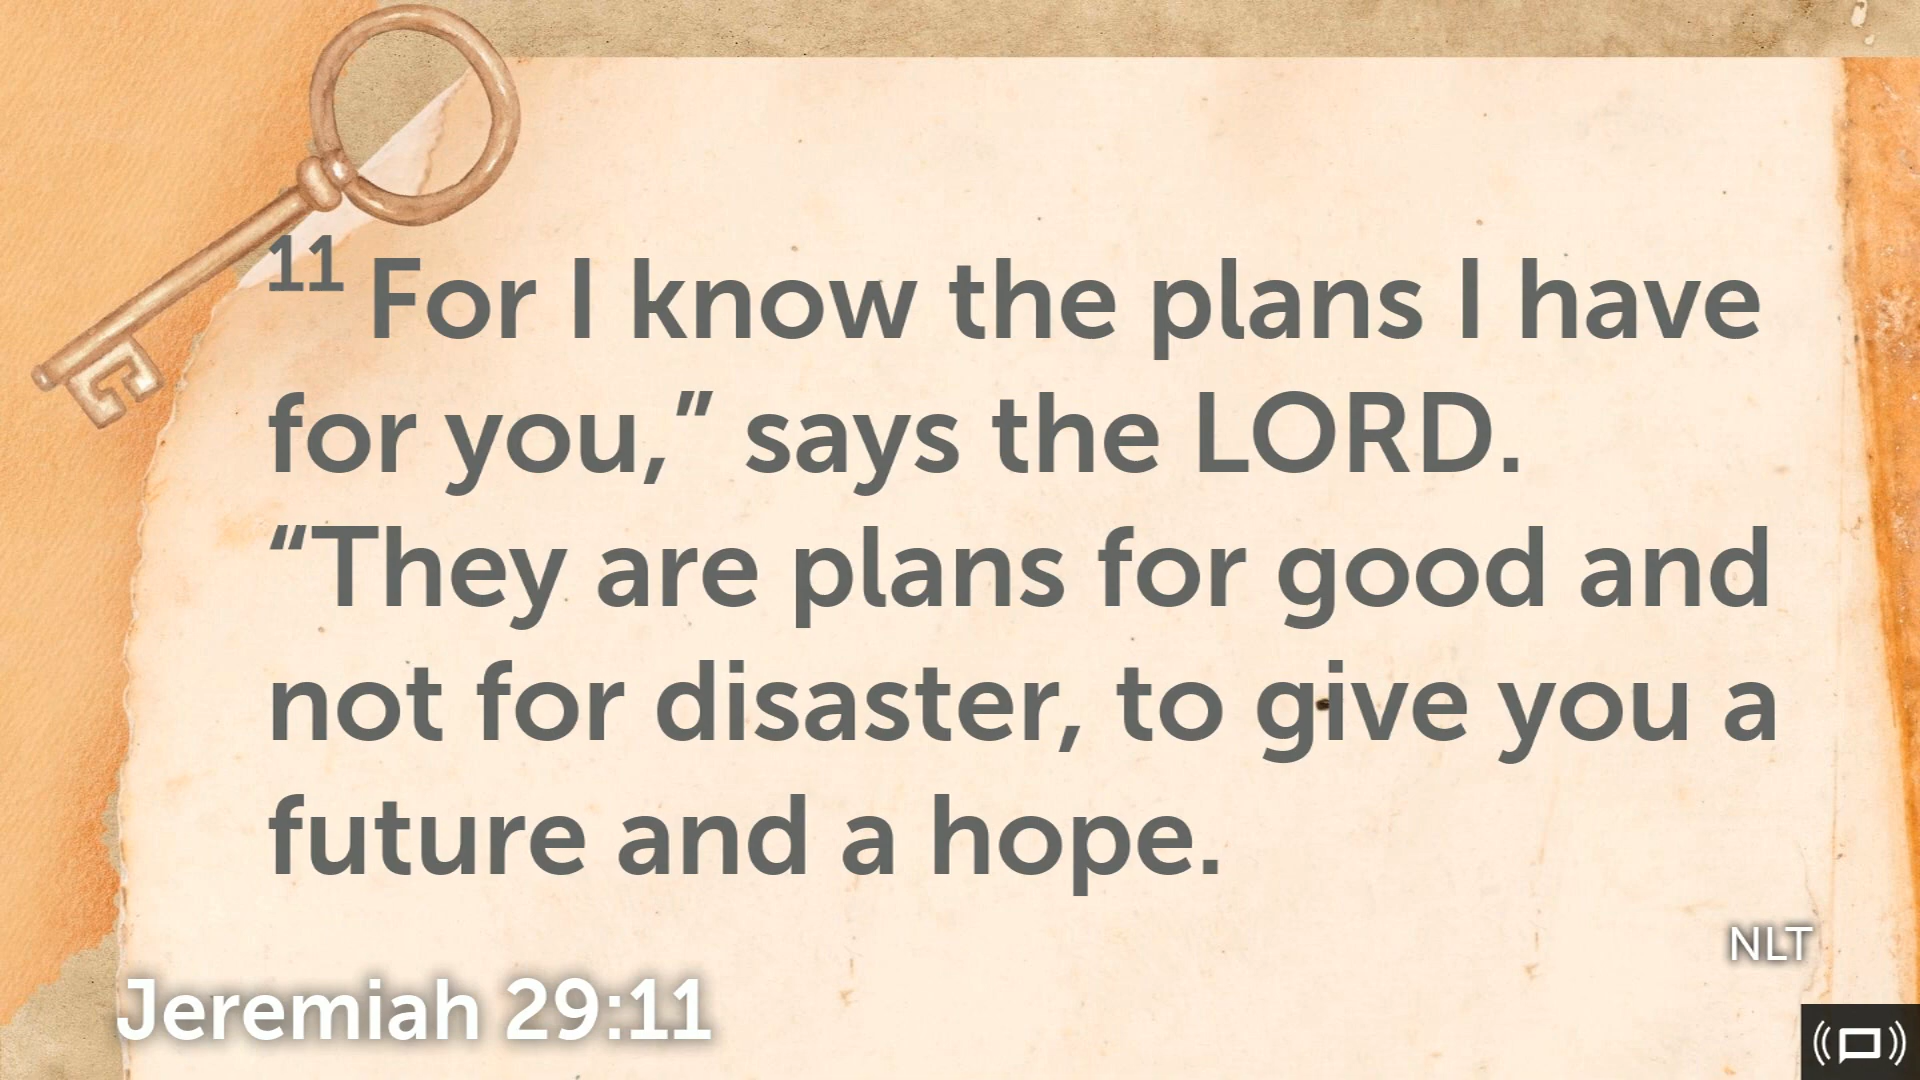 11 For I know the plans I have
for you,” says the LORD.
“They are plans for good and
not for disaster, to give you a
future and a hope.
NLT
Jeremiah 29:11